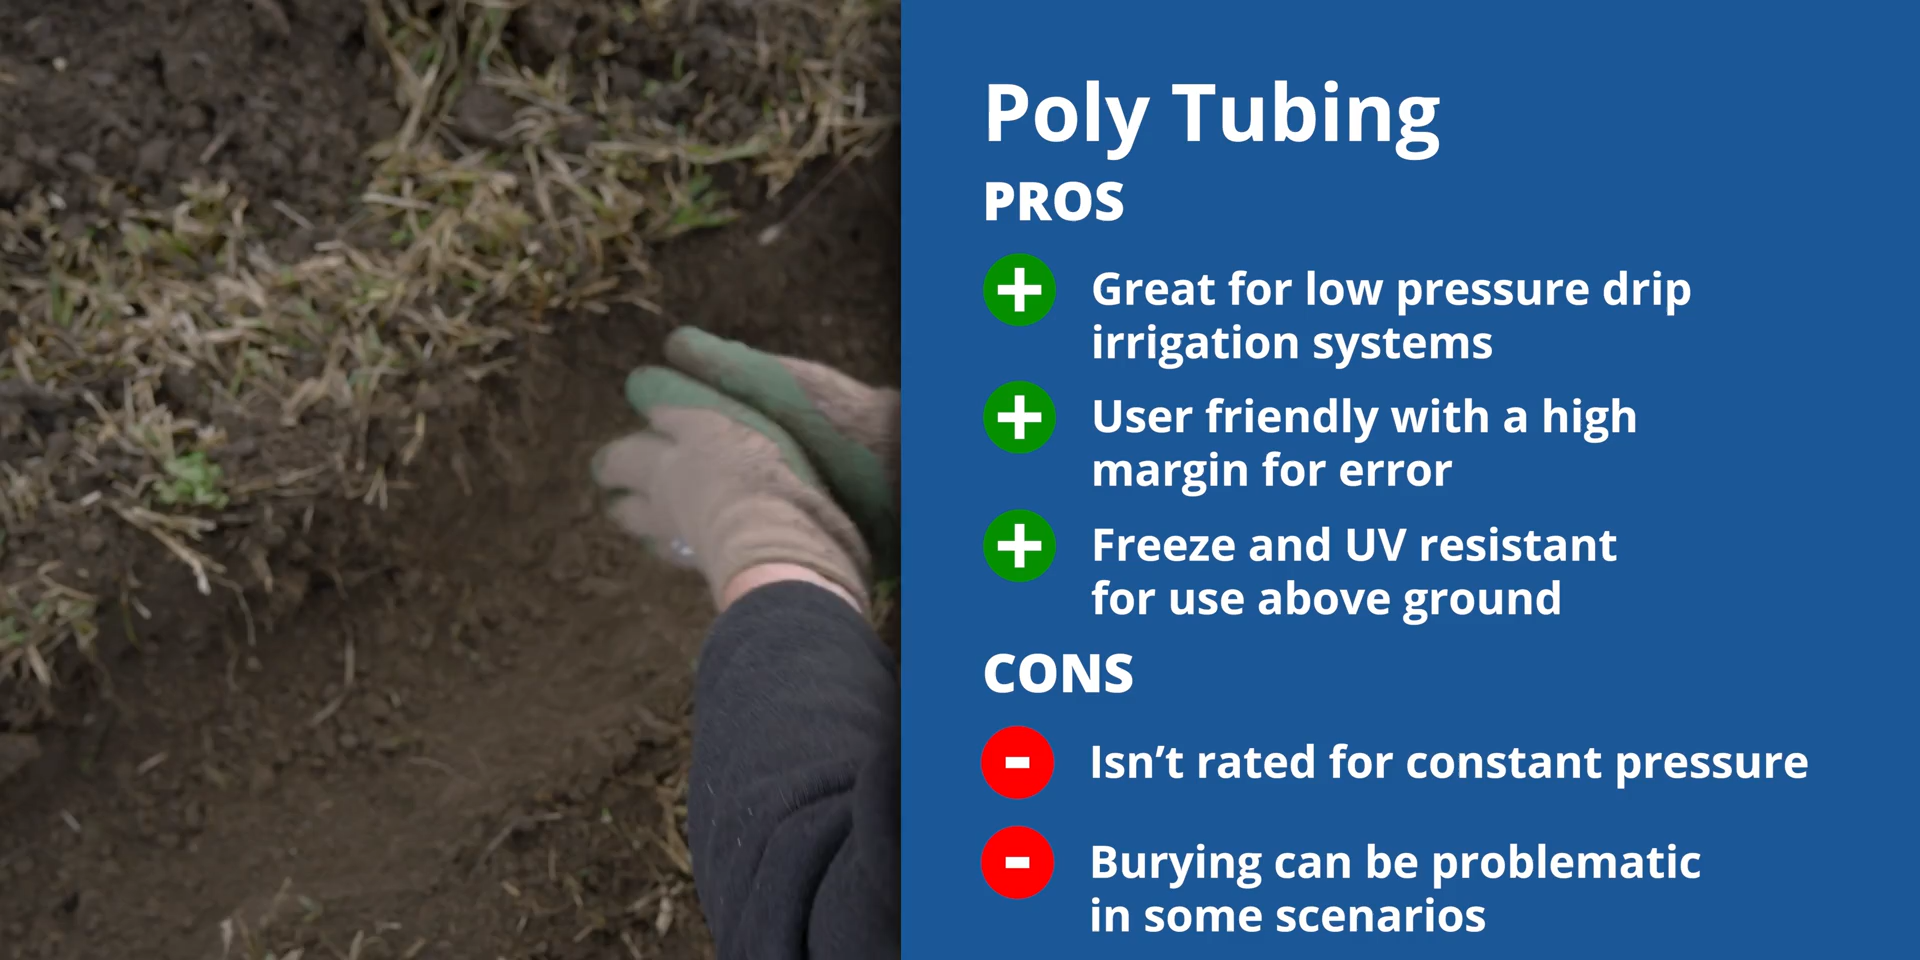 Poly Tubing
PROS
Great for low pressure drip
irrigation systems
User friendly with a high
margin for error
Freeze and UV resistant
for use above ground
CONS
Isn’t rated for constant pressure
Burying can be problematic
in some scenarios